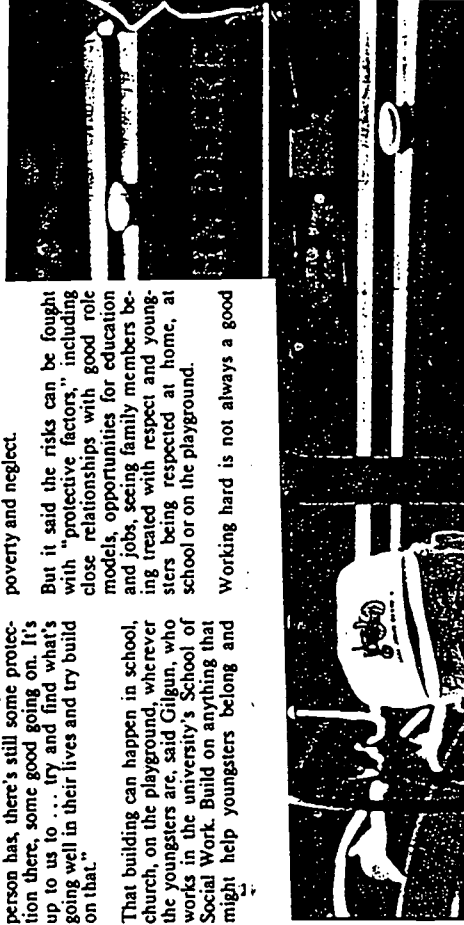 person has, there's still some protec-
tion there, some good going on. It's
up to us to ... try and find what's
going well in their lives and try build
on that."
That building can happen in school,
church, on the playground, wherever
the youngsters are, said Gilgun, who
works in the university's School of
Social Work. Build on anything that
might help youngsters belong and
poverty and neglect.
But it said the risks can be fought
with "protective factors," including
close relationships with good role
models, opportunities for education
and jobs, seeing family members be-
ing treated with respect and young-
sters being respected at home, at
school or on the playground.
Working hard is not always a good
HN DEERE